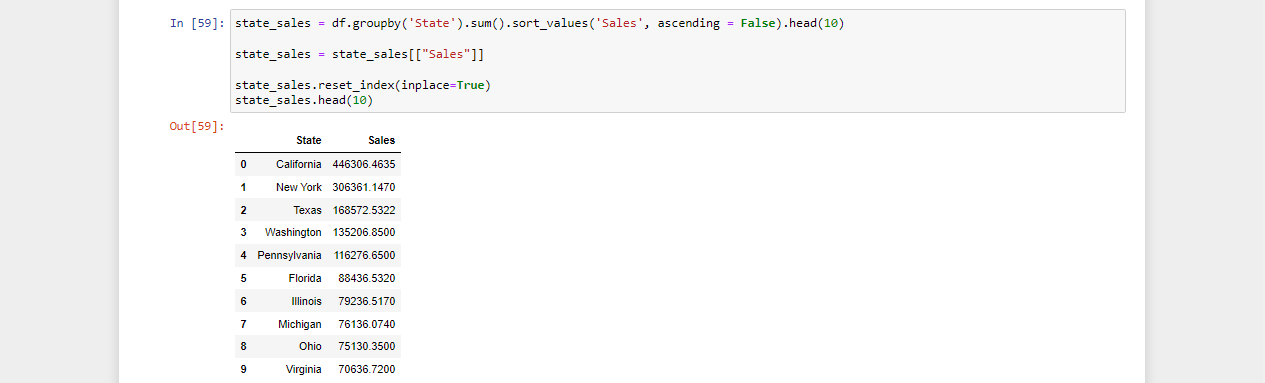 In [59]: state_sales = df.groupby('State').sum().sort_values('Sales', ascending = False).head(10)
state_sales = state_sales[["Sales"]]
state_sales.reset_index(inplace=True)
state_sales.head(10)
Out[59]:
State Sales
0 California 446306.4635
1 New York 306361.1470
2 Texas 168572.5322
3 Washington 135206.8500
4 Pennsylvania 116276.6500
5 Florida 88436.5320
6 Illinois 79236.5170
7 Michigan 76136.0740
8 Ohio 75130.3500
9 Virginia 70636.7200